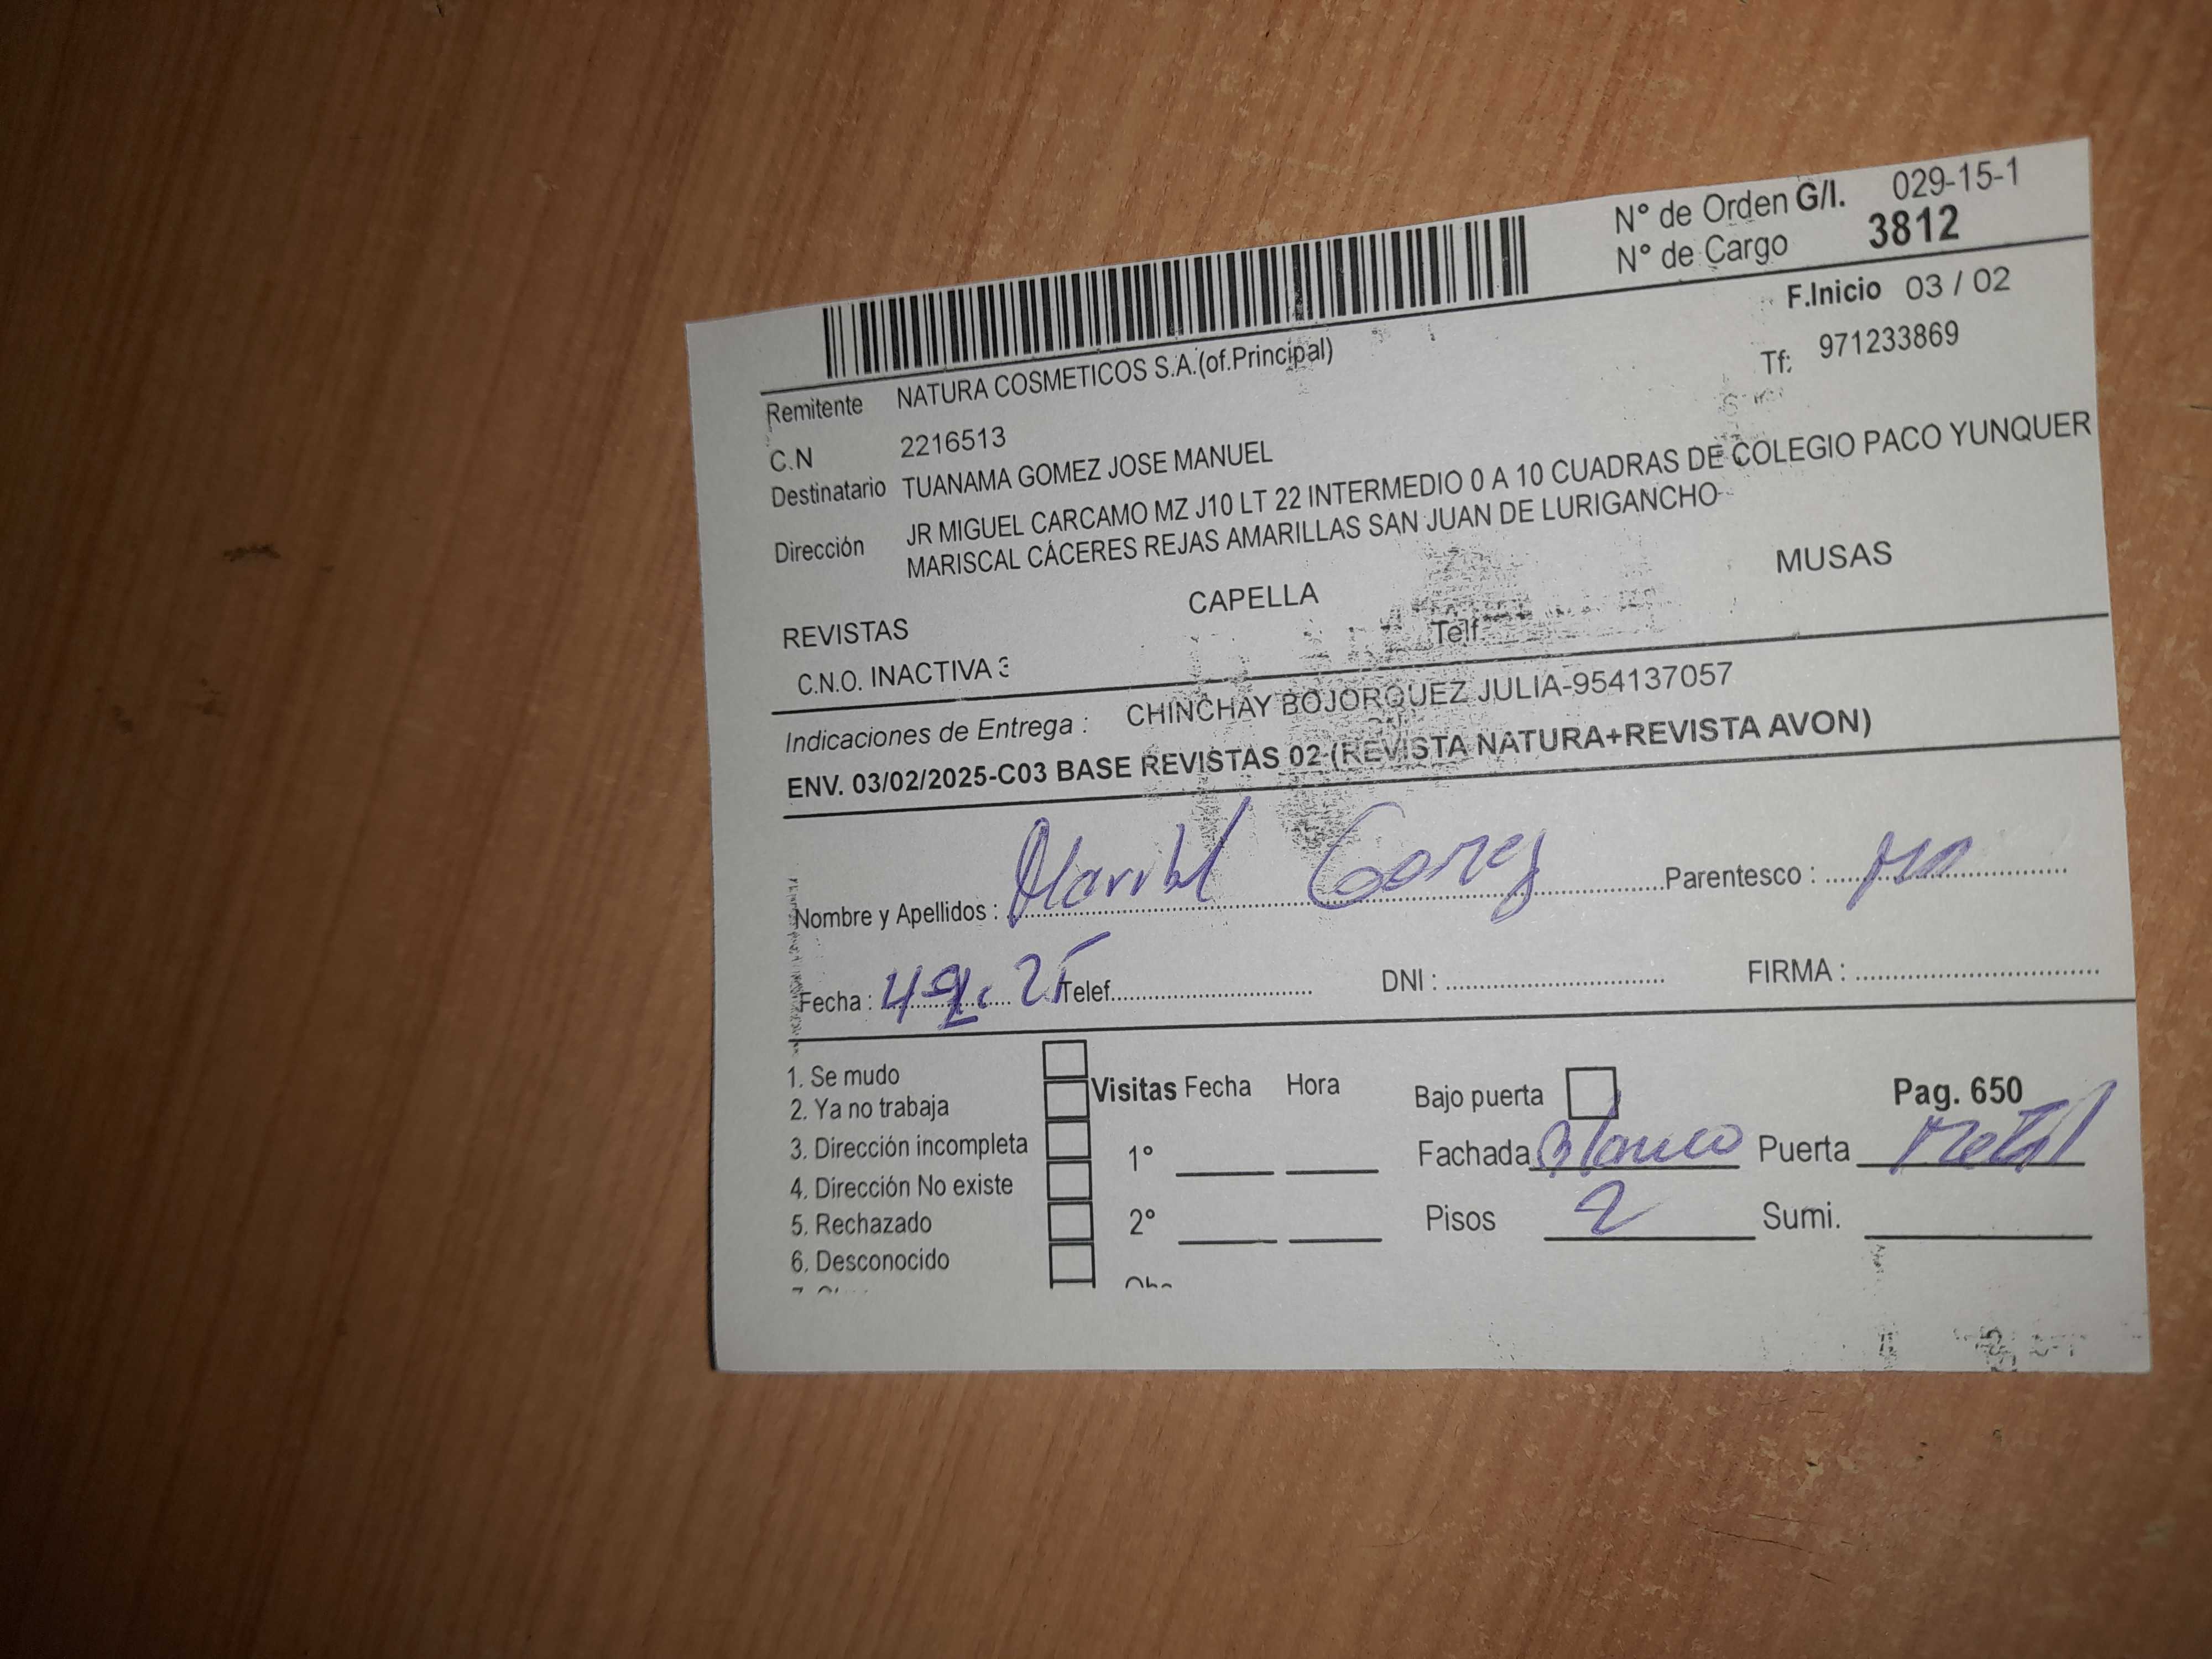 N° de Orden G/I. 029-15-1
N° de Cargo 3812
F.Inicio 03 / 02
Remitente NATURA COSMETICOS S.A.(of.Principal)
Tf: 971233869
C.N 2216513
Destinatario TUANAMA GOMEZ JOSE MANUEL
Dirección JR MIGUEL CARCAMO MZ J10 LT 22 INTERMEDIO 0 A 10 CUADRAS DE COLEGIO PACO YUNQUER
MARISCAL CÁCERES REJAS AMARILLAS SAN JUAN DE LURIGANCHO
REVISTAS CAPELLA MUSAS
C.N.O. INACTIVA 3 Telf
Indicaciones de Entrega : CHINCHAY BOJORQUEZ JULIA-954137057
ENV. 03/02/2025-C03 BASE REVISTAS 02-(REVISTA NATURA+REVISTA AVON)
Nombre y Apellidos : Gomez Parentesco :
Fecha : Telef. DNI : FIRMA :
1. Se mudo
2. Ya no trabaja
3. Dirección incompleta
4. Dirección No existe
5. Rechazado
6. Desconocido
Visitas Fecha Hora
1°
2°
Bajo puerta Pag. 650
Fachada Blanco Puerta Metal
Pisos 2 Sumi.